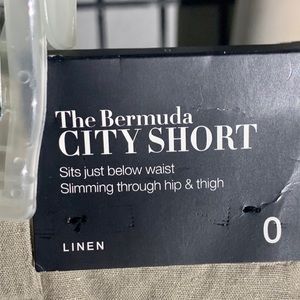 The Bermuda
CITY SHORT
Sits just below waist
Slimming through hip & thigh
LINEN
0